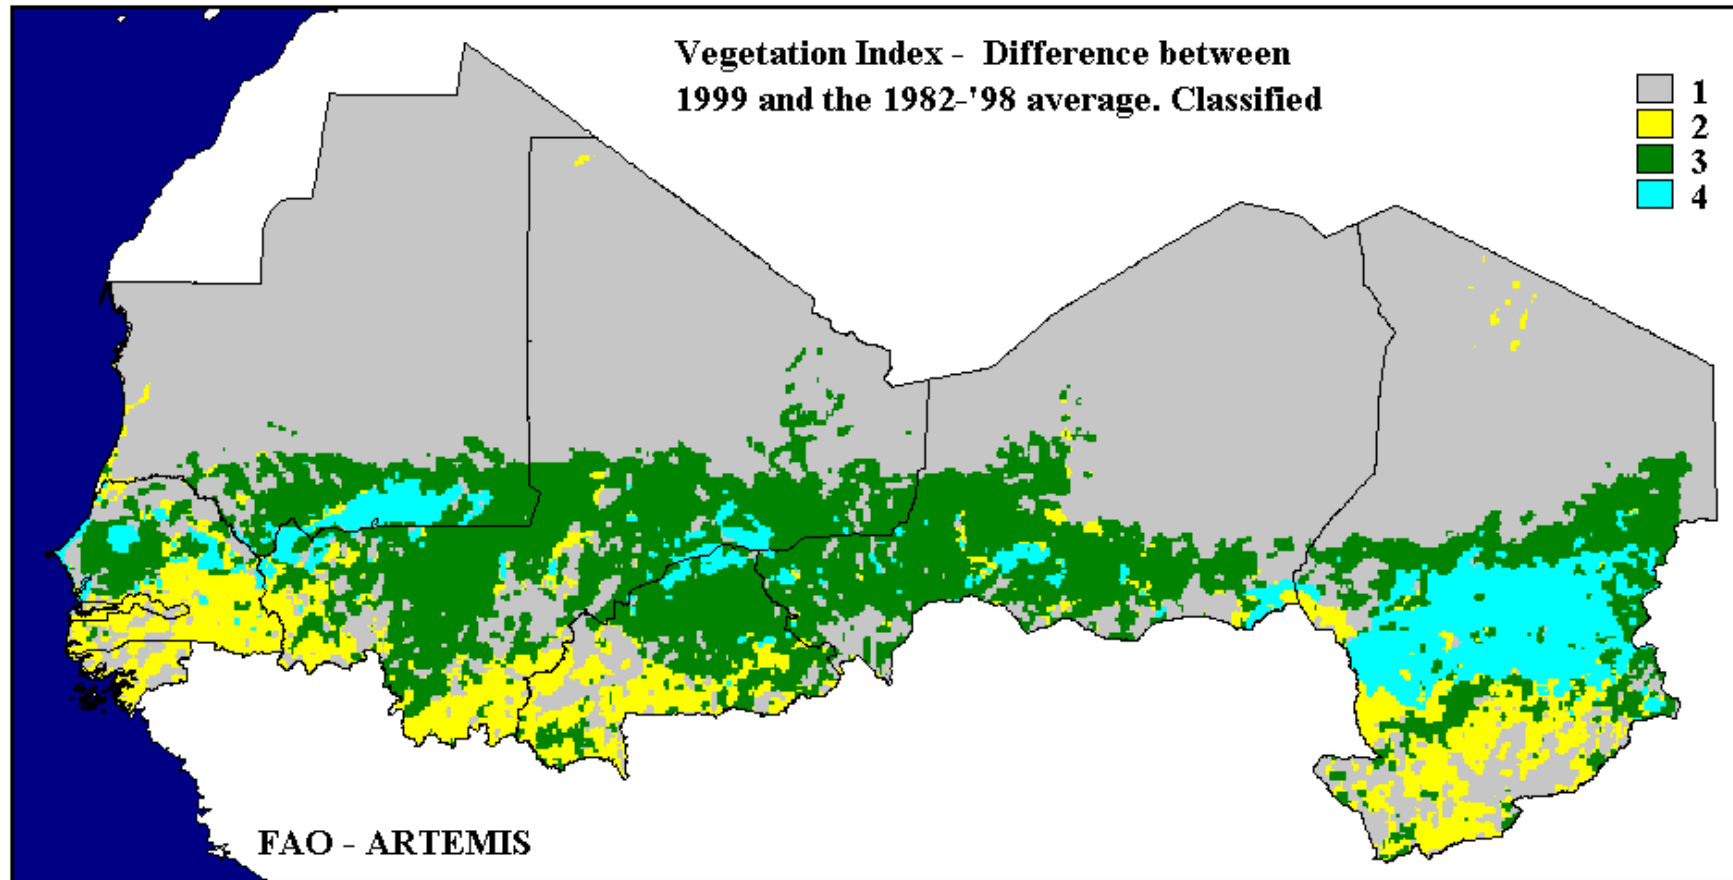 Vegetation Index -  Difference between
1999 and the 1982-'98 average. Classified
1
2
3
4
FAO - ARTEMIS